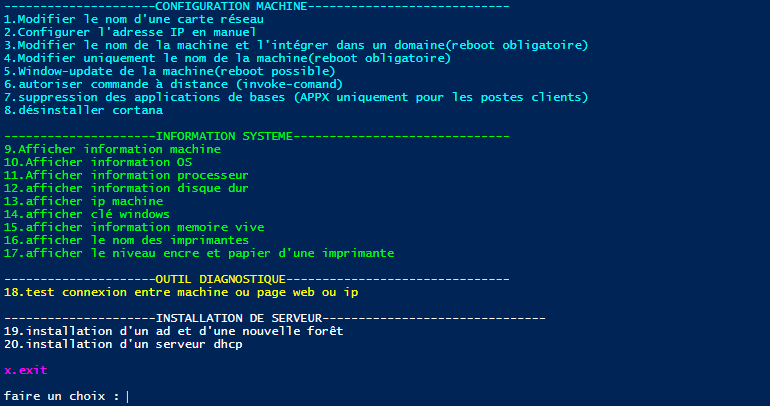 ---------------------CONFIGURATION MACHINE----------------------------
1.Modifier le nom d'une carte réseau
2.Configurer l'adresse IP en manuel
3.Modifier le nom de la machine et l'intégrer dans un domaine(reboot obligatoire)
4.Modifier uniquement le nom de la machine(reboot obligatoire)
5.Window-update de la machine(reboot possible)
6.autoriser commande à distance (invoke-comand)
7.suppression des applications de bases (APPX uniquement pour les postes clients)
8.désinstaller cortana
---------------------INFORMATION SYSTEME------------------------------
9.Afficher information machine
10.Afficher information OS
11.Afficher information processeur
12.afficher information disque dur
13.afficher ip machine
14.afficher clé windows
15.afficher information memoire vive
16.afficher le nom des imprimantes
17.afficher le niveau encre et papier d'une imprimante
---------------------OUTIL DIAGNOSTIQUE-------------------------------
18.test connexion entre machine ou page web ou ip
---------------------INSTALLATION DE SERVEUR-------------------------------
19.installation d'un ad et d'une nouvelle forêt
20.installation d'un serveur dhcp
x.exit
faire un choix :